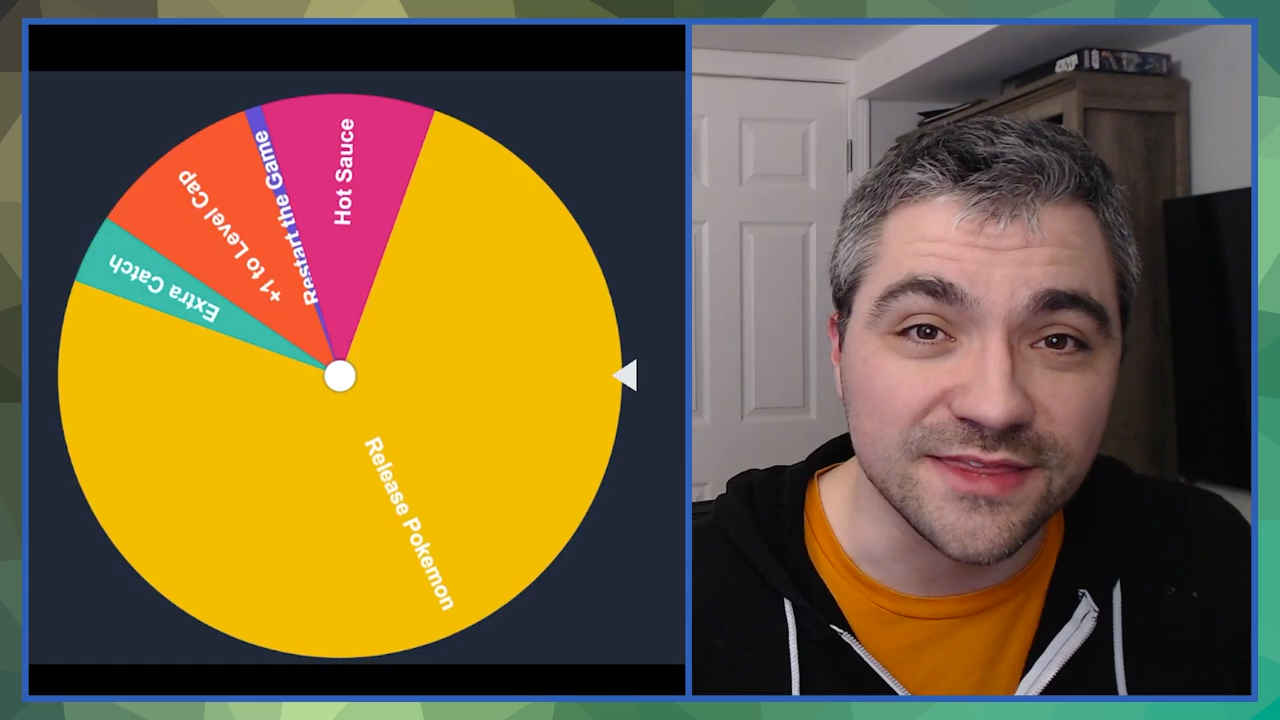 Hot Sauce
Restart the Game
+1 to Level Cap
Extra Catch
Release Pokemon